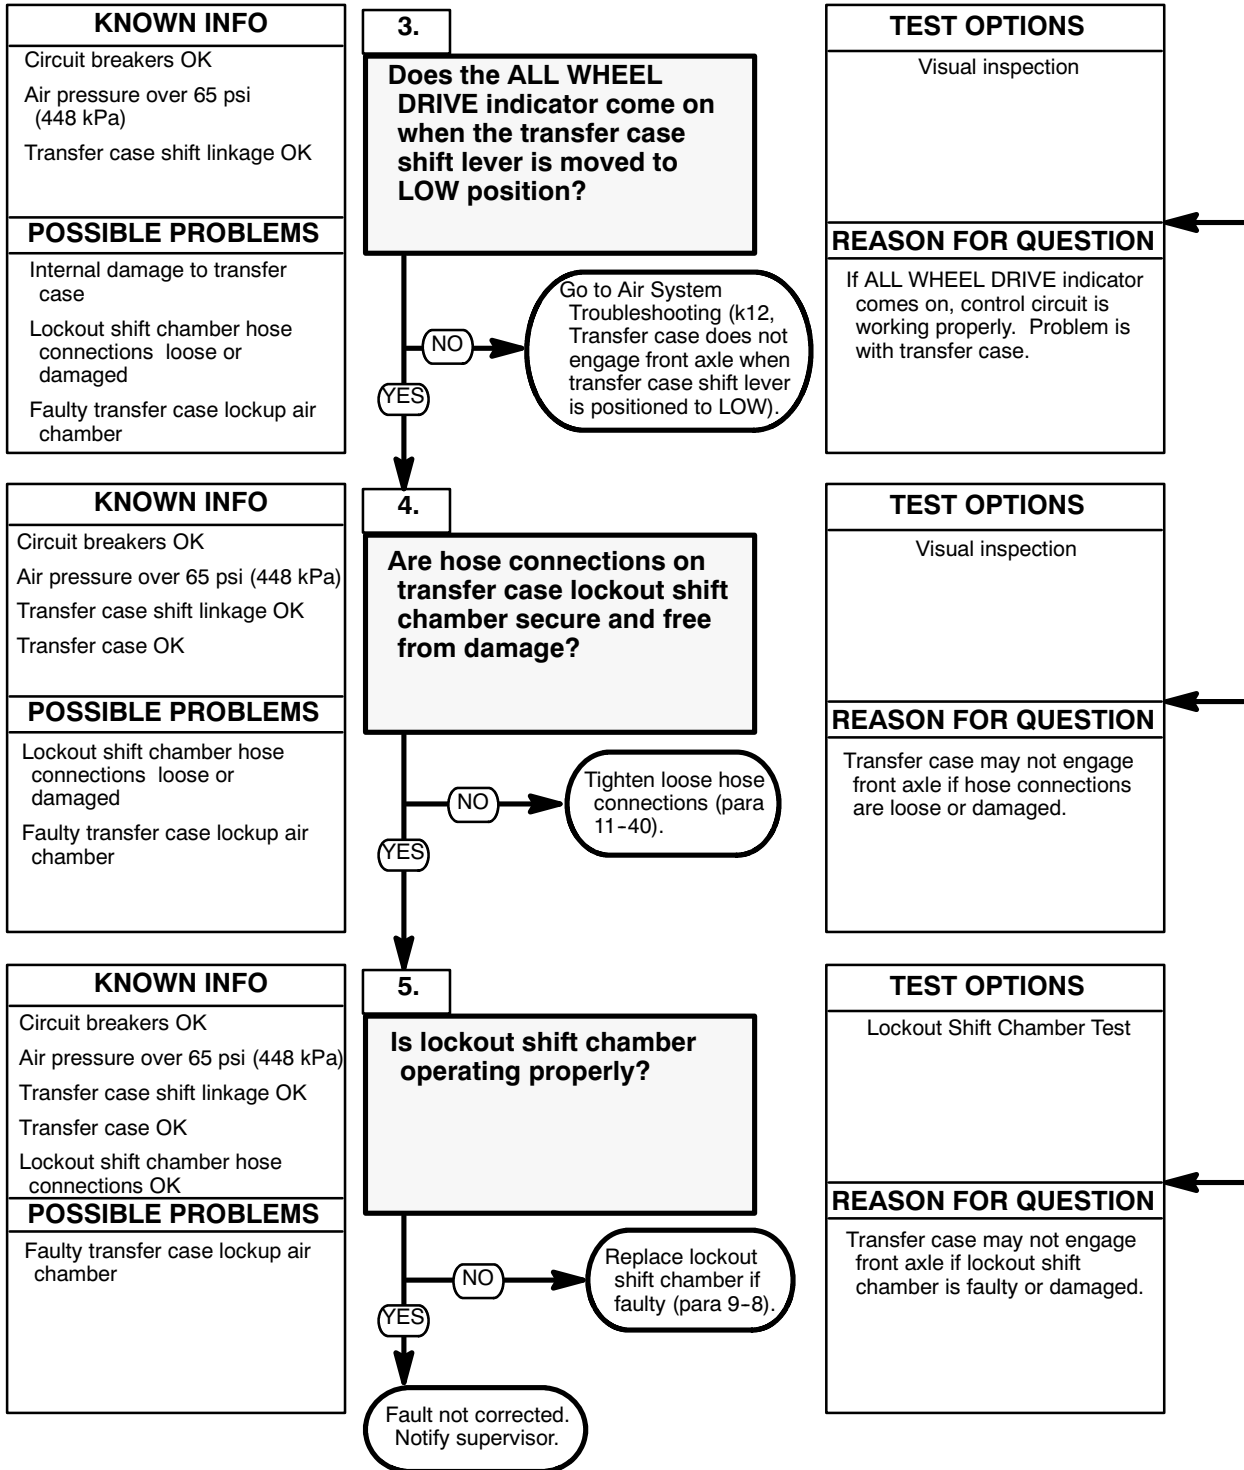 KNOWN INFO
Circuit breakers OK
Air pressure over 65 psi
(448 kPa)
Transfer case shift linkage OK
POSSIBLE PROBLEMS
Internal damage to transfer
case
Lockout shift chamber hose
connections loose or
damaged
Faulty transfer case lockup air
chamber
3.
Does the ALL WHEEL
DRIVE indicator come on
when the transfer case
shift lever is moved to
LOW position?
NO
Go to Air System
Troubleshooting (k12,
Transfer case does not
engage front axle when
transfer case shift lever
is positioned to LOW).
YES
TEST OPTIONS
Visual inspection
REASON FOR QUESTION
If ALL WHEEL DRIVE indicator
comes on, control circuit is
working properly. Problem is
with transfer case.
KNOWN INFO
Circuit breakers OK
Air pressure over 65 psi (448 kPa)
Transfer case shift linkage OK
Transfer case OK
POSSIBLE PROBLEMS
Lockout shift chamber hose
connections loose or
damaged
Faulty transfer case lockup air
chamber
4.
Are hose connections on
transfer case lockout shift
chamber secure and free
from damage?
NO
Tighten loose hose
connections (para
11--40).
YES
TEST OPTIONS
Visual inspection
REASON FOR QUESTION
Transfer case may not engage
front axle if hose connections
are loose or damaged.
KNOWN INFO
Circuit breakers OK
Air pressure over 65 psi (448 kPa)
Transfer case shift linkage OK
Transfer case OK
Lockout shift chamber hose
connections OK
POSSIBLE PROBLEMS
Faulty transfer case lockup air
chamber
5.
Is lockout shift chamber
operating properly?
NO
Replace lockout
shift chamber if
faulty (para 9--8).
YES
Fault not corrected.
Notify supervisor.
TEST OPTIONS
Lockout Shift Chamber Test
REASON FOR QUESTION
Transfer case may not engage
front axle if lockout shift
chamber is faulty or damaged.